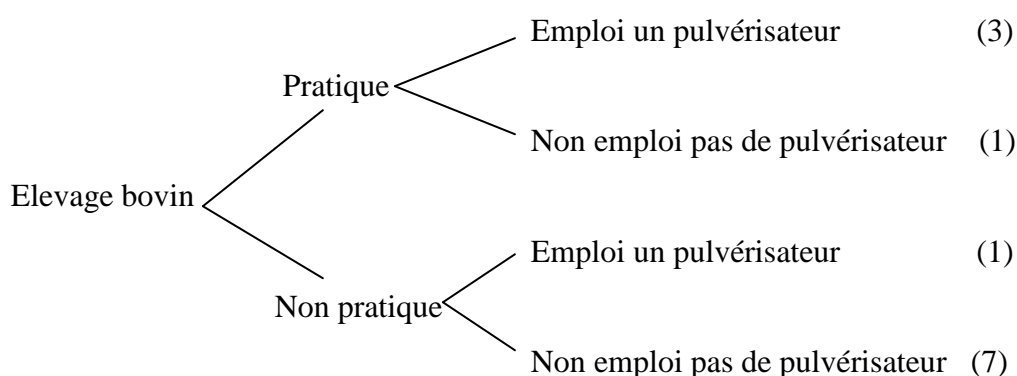 Emploi un pulvérisateur (3)
Pratique
Non emploi pas de pulvérisateur (1)
Elevage bovin
Emploi un pulvérisateur (1)
Non pratique
Non emploi pas de pulvérisateur (7)